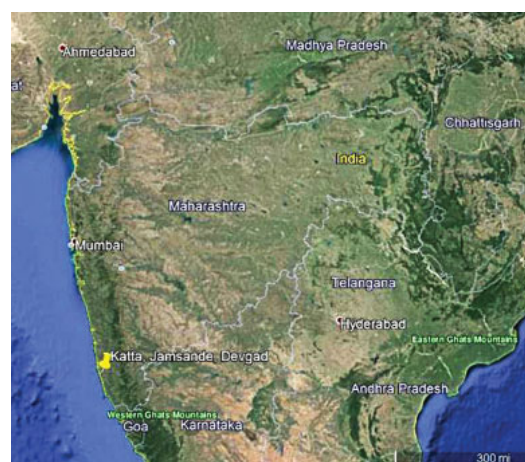 Ahmedabad
Madhya Pradesh
at
Chhattisgarh
India
Maharashtra
Mumbai
Telangana
Hyderabad
Eastern Ghats Mountains
Katta, Jamsande, Devgad
Andhra Pradesh
Western Ghats Mountains
Goa
Karnataka
300 mi